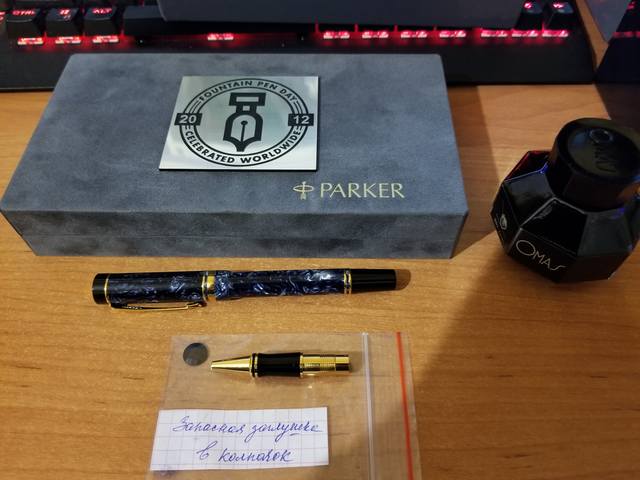 FOUNTAIN PEN DAY
20 12
CELEBRATED WORLDWIDE
PARKER
OMAS
Запасная заглушка
в колпачок